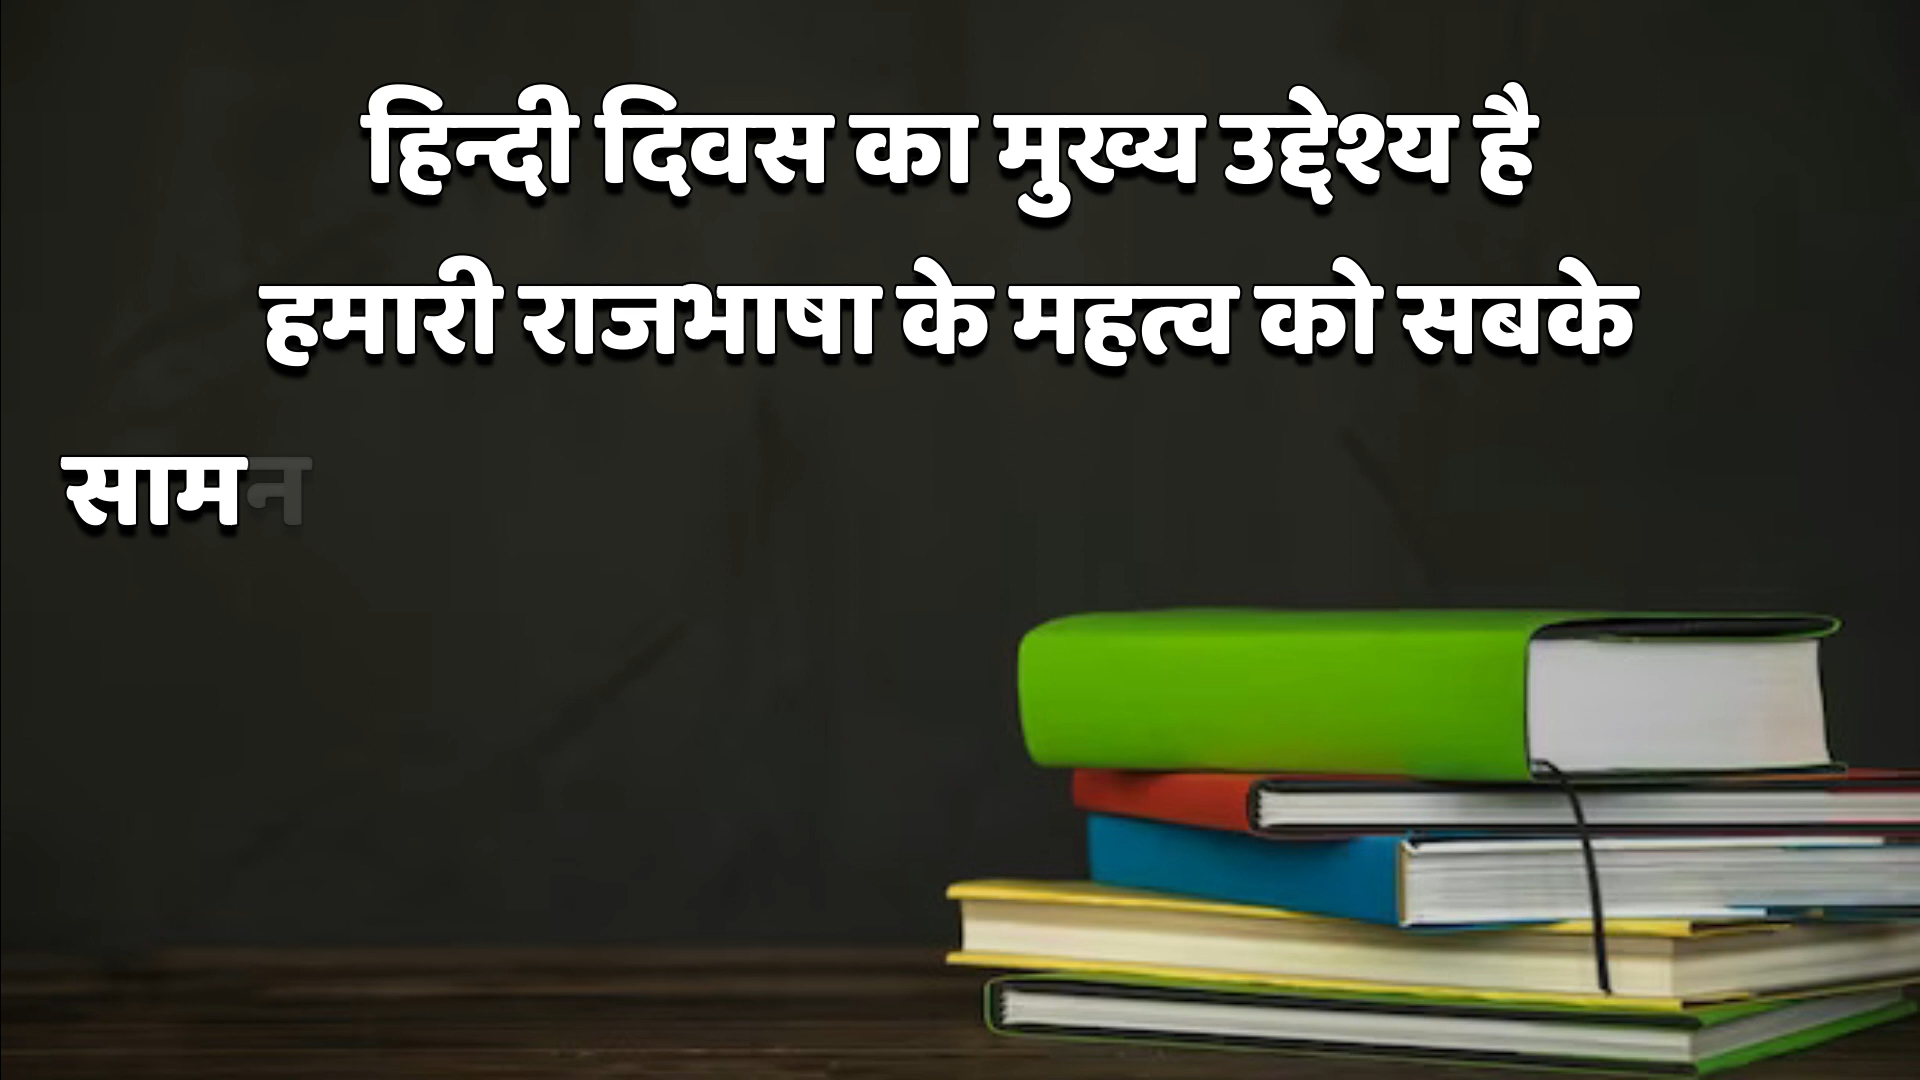 हिन्दी दिवस का मुख्य उद्देश्य है
हमारी राजभाषा के महत्व को सबके
सामन